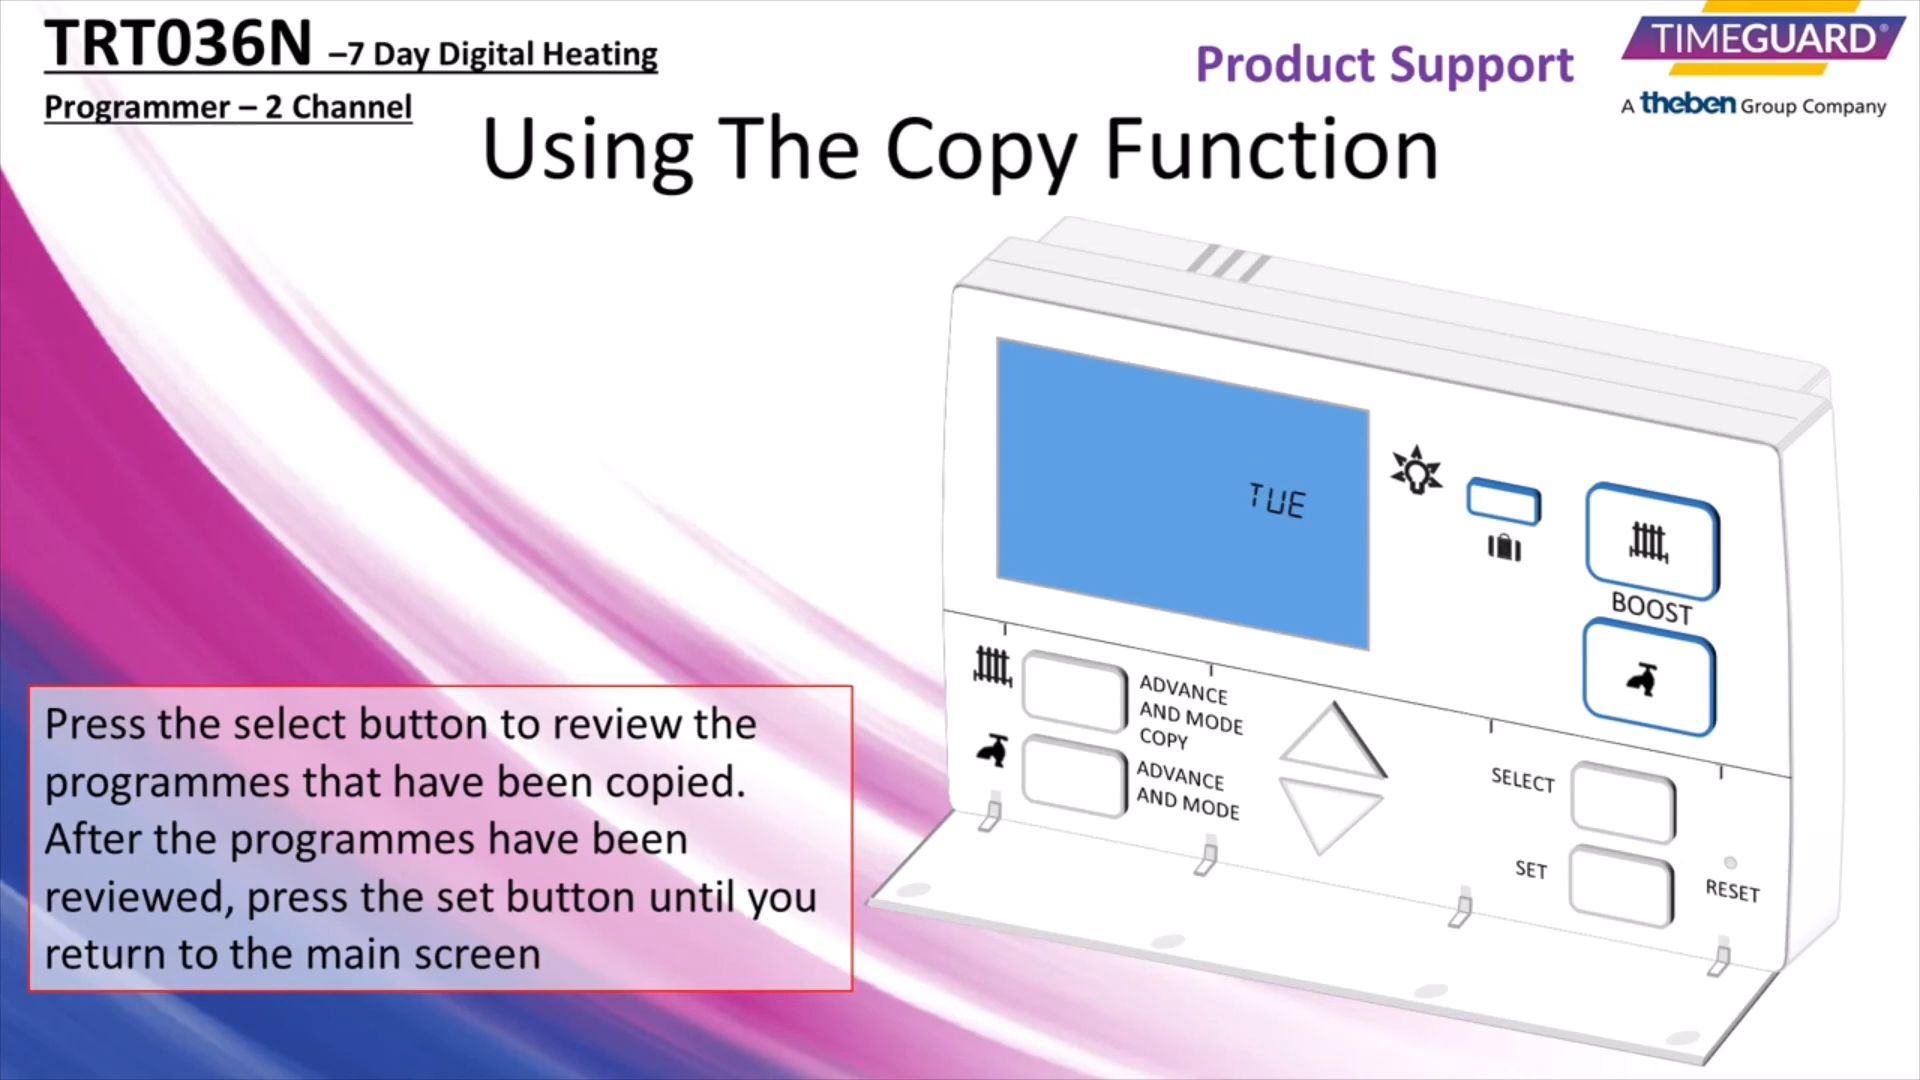 TRT036N –7 Day Digital Heating
Programmer – 2 Channel
Product Support
TIMEGUARD®
A theben Group Company
Using The Copy Function
TUE
BOOST
ADVANCE
AND MODE
COPY
ADVANCE
AND MODE
SELECT
SET
RESET
Press the select button to review the
programmes that have been copied.
After the programmes have been
reviewed, press the set button until you
return to the main screen